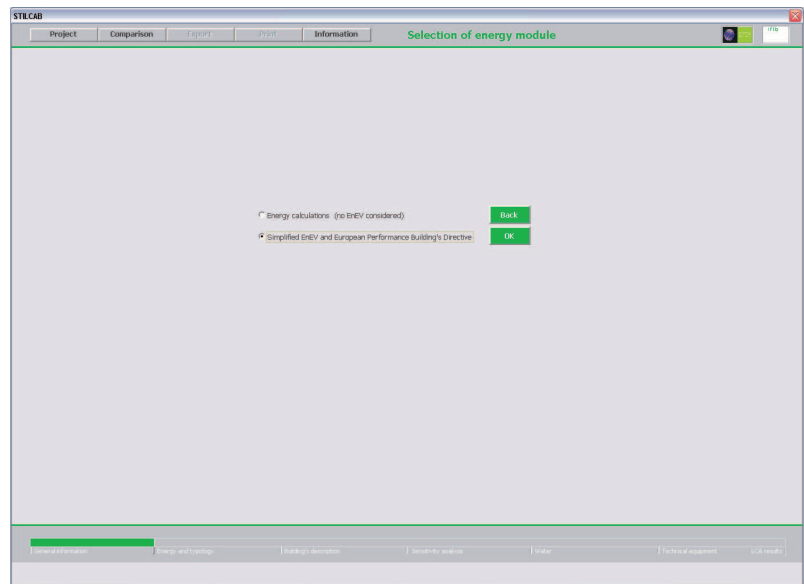 STILCAB
Project Comparison Export Print Information Selection of energy module
Energy calculations (no EnEV considered) Back
Simplified EnEV and European Performance Building's Directive OK
General information Energy and typology Building's description Sensitivity analysis Water Technical equipment LCA results